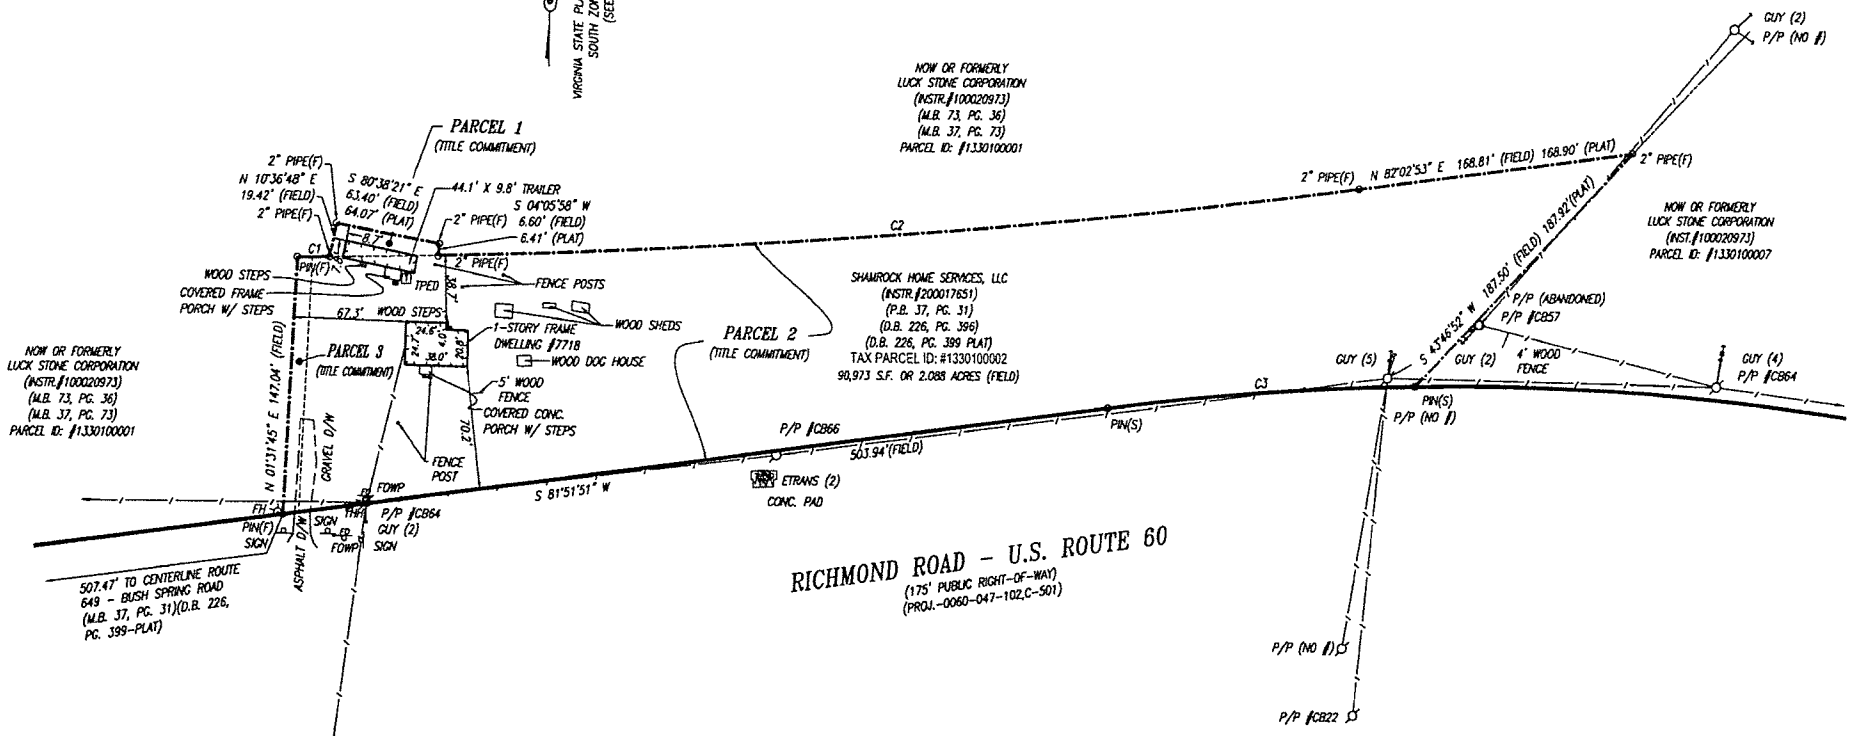 VIRGINIA STATE PL
SOUTH ZON
(SEE
GUY (2)
P/P (NO #)
NOW OR FORMERLY
LUCK STONE CORPORATION
(INSTR.#100020973)
(M.B. 73, PG. 36)
(M.B. 37, PG. 73)
PARCEL ID: #1330100001
PARCEL 1
(TITLE COMMITMENT)
2" PIPE(F)
N 10°36'48" E
19.42' (FIELD)
2" PIPE(F)
S 80°38'21" E
63.40' (FIELD)
64.07' (PLAT)
44.1' X 9.8' TRAILER
S 04°05'58" W
6.60' (FIELD)
6.41' (PLAT)
2" PIPE(F)
2" PIPE(F)
8.7'
C1
PIN(F)
C2
2" PIPE(F)
N 82°02'53" E 168.81' (FIELD) 168.90' (PLAT)
2" PIPE(F)
NOW OR FORMERLY
LUCK STONE CORPORATION
(INST.#100020973)
PARCEL ID: #1330100007
WOOD STEPS
COVERED FRAME
PORCH W/ STEPS
TPED
38.7'
FENCE POSTS
67.3'
WOOD STEPS
WOOD SHEDS
1-STORY FRAME
DWELLING #7718
WOOD DOG HOUSE
24.6'
4.0'
24.7'
38.0'
20.8'
5' WOOD
FENCE
COVERED CONC.
PORCH W/ STEPS
70.2'
FENCE
POST
SHAMROCK HOME SERVICES, LLC
(INSTR.#200017651)
(P.B. 37, PG. 31)
(D.B. 226, PG. 396)
(D.B. 226, PG. 399 PLAT)
TAX PARCEL ID: #1330100002
90,973 S.F. OR 2.088 ACRES (FIELD)
PARCEL 2
(TITLE COMMITMENT)
S 43°46'52" W 187.50' (FIELD) 187.92'(PLAT)
P/P (ABANDONED)
P/P #CB57
GUY (5)
GUY (2)
4' WOOD
FENCE
GUY (4)
P/P #CB64
NOW OR FORMERLY
LUCK STONE CORPORATION
(INSTR.#100020973)
(M.B. 73, PG. 36)
(M.B. 37, PG. 73)
PARCEL ID: #1330100001
PARCEL 3
(TITLE COMMITMENT)
N 01°31'45" E 147.04' (FIELD)
GRAVEL D/W
ASPHALT D/W
C3
PIN(S)
P/P (NO #)
PIN(S)
P/P #CB66
503.94'(FIELD)
ETRANS (2)
CONC. PAD
S 81°51'51" W
FOWP
FH
PIN(F)
SIGN
SIGN
THH
P/P #CB64
GUY (2)
SIGN
FOWP
507.47' TO CENTERLINE ROUTE
649 - BUSH SPRING ROAD
(M.B. 37, PG. 31)(D.B. 226,
PG. 399-PLAT)
RICHMOND ROAD - U.S. ROUTE 60
(175' PUBLIC RIGHT-OF-WAY)
(PROJ.-0060-047-102,C-501)
P/P (NO #)
P/P #CB22